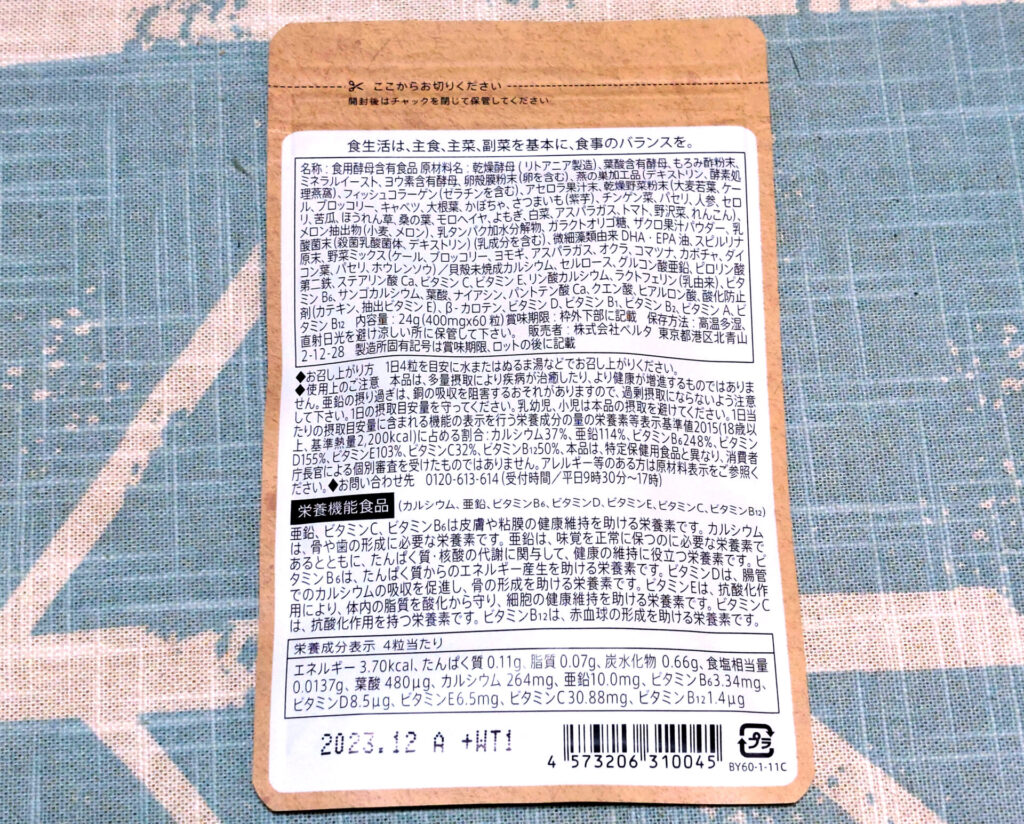 ここからお切りください
開封後はチャックを閉じて保管してください
食生活は、主食、主菜、副菜を基本に、食事のバランスを。
名称：食用酵母含有食品 原材料名：乾燥酵母(リトアニア製造)、葉酸含有酵母、もろみ酢粉末、
ミネラルイースト、ヨウ素含有酵母、卵殻膜粉末(卵を含む)、燕の巣加工品(デキストリン、酵素処
理燕窩)、フィッシュコラーゲン(ゼラチンを含む)、アセロラ果汁末、乾燥野菜粉末(大麦若葉、ケー
ル、ブロッコリー、キャベツ、大根葉、かぼちゃ、さつまいも(紫芋)、チンゲン菜、パセリ、人参、セロ
リ、苦瓜、ほうれん草、桑の葉、モロヘイヤ、よもぎ、白菜、アスパラガス、トマト、野沢菜、れんこん)、
メロン抽出物(小麦、メロン)、乳タンパク加水分解物、ガラクトオリゴ糖、ザクロ果汁パウダー、乳
酸菌末(殺菌乳酸菌体、デキストリン)(乳成分を含む)、微細藻類由来DHA・EPA油、スピルリナ
原末、野菜ミックス(ケール、ブロッコリー、ヨモギ、アスパラガス、オクラ、コマツナ、カボチャ、ダイ
コン葉、パセリ、ホウレンソウ)／貝殻未焼成カルシウム、セルロース、グルコン酸亜鉛、ピロリン酸
第二鉄、ステアリン酸Ca、ビタミンC、ビタミンE、リン酸カルシウム、ラクトフェリン(乳由来)、ビタ
ミンB₆、サンゴカルシウム、葉酸、ナイアシン、パントテン酸Ca、クエン酸、ヒアルロン酸、酸化防止
剤(カテキン、抽出ビタミンE)、β-カロテン、ビタミンD、ビタミンB₁、ビタミンB₂、ビタミンA、ビ
タミンB₁₂ 内容量：24g(400mg×60粒)賞味期限：枠外下部に記載 保存方法：高温多湿、
直射日光を避け涼しい所に保管して下さい。 販売者：株式会社ベルタ 東京都港区北青山
2-12-28 製造所固有記号は賞味期限、ロットの後に記載
◆お召し上がり方 1日4粒を目安に水またはぬるま湯などでお召し上がりください。
◆使用上のご注意 本品は、多量摂取により疾病が治癒したり、より健康が増進するものではありま
せん。亜鉛の摂り過ぎは、銅の吸収を阻害するおそれがありますので、過剰摂取にならないよう注意
して下さい。1日の摂取目安量を守ってください。乳幼児、小児は本品の摂取を避けてください。1日当
たりの摂取目安量に含まれる機能の表示を行う栄養成分の量の栄養素等表示基準値2015(18歳以
上、基準熱量2,200kcal)に占める割合：カルシウム37%、亜鉛114%、ビタミンB₆248%、ビタミン
D155%、ビタミンE103%、ビタミンC32%、ビタミンB₁₂50%、本品は、特定保健用食品と異なり、消費者
庁長官による個別審査を受けたものではありません。アレルギー等のある方は原材料表示をご参照く
ださい。◆お問い合わせ先 0120-613-614(受付時間／平日9時30分～17時)
栄養機能食品 (カルシウム、亜鉛、ビタミンB₆、ビタミンD、ビタミンE、ビタミンC、ビタミンB₁₂)
亜鉛、ビタミンC、ビタミンB₆は皮膚や粘膜の健康維持を助ける栄養素です。カルシウム
は、骨や歯の形成に必要な栄養素です。亜鉛は、味覚を正常に保つのに必要な栄養素で
あるとともに、たんぱく質・核酸の代謝に関与して、健康の維持に役立つ栄養素です。ビ
タミンB₆は、たんぱく質からのエネルギー産生を助ける栄養素です。ビタミンDは、腸管
でのカルシウムの吸収を促進し、骨の形成を助ける栄養素です。ビタミンEは、抗酸化作
用により、体内の脂質を酸化から守り、細胞の健康維持を助ける栄養素です。ビタミンC
は、抗酸化作用を持つ栄養素です。ビタミンB₁₂は、赤血球の形成を助ける栄養素です。
栄養成分表示 4粒当たり
エネルギー 3.70kcal、たんぱく質 0.11g、脂質 0.07g、炭水化物 0.66g、食塩相当量
0.0137g、葉酸 480μg、カルシウム 264mg、亜鉛10.0mg、ビタミンB₆3.34mg、
ビタミンD8.5μg、ビタミンE6.5mg、ビタミンC30.88mg、ビタミンB₁₂1.4μg
2023.12 A +WT1
4 573206 310045
プラ
BY60-1-11C